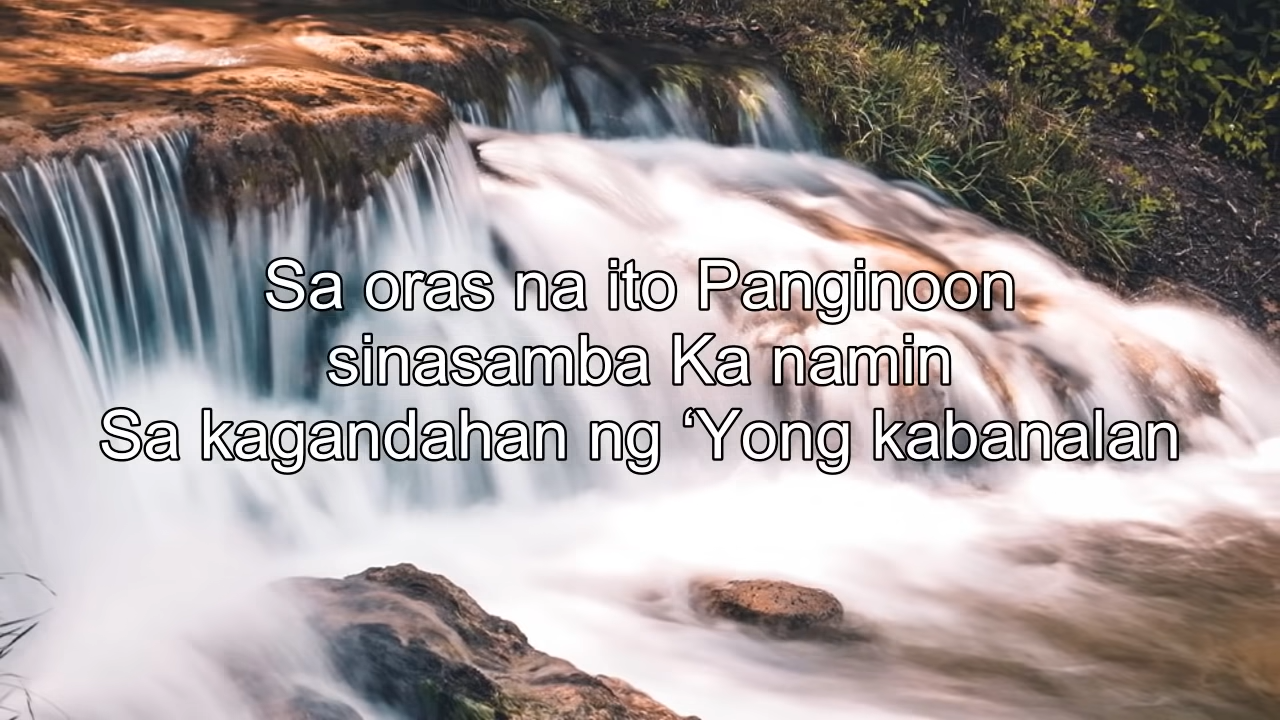 Sa oras na ito Panginoon
sinasamba Ka namin
Sa kagandahan ng ‘Yong kabanalan